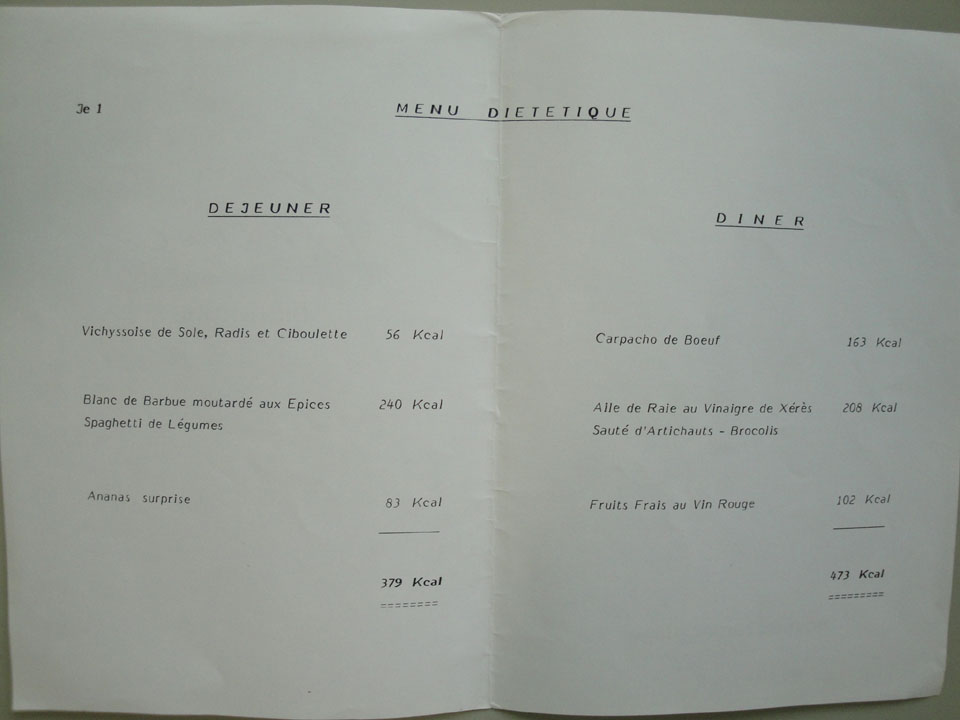 Je 1
MENU DIETETIQUE
DEJEUNER
Vichyssoise de Sole, Radis et Ciboulette 56 Kcal
Blanc de Barbue moutardé aux Epices 240 Kcal
Spaghetti de Légumes
Ananas surprise 83 Kcal
379 Kcal
========
DINER
Carpacho de Boeuf 163 Kcal
Aile de Raie au Vinaigre de Xérès 208 Kcal
Sauté d'Artichauts - Brocolis
Fruits Frais au Vin Rouge 102 Kcal
473 Kcal
=========